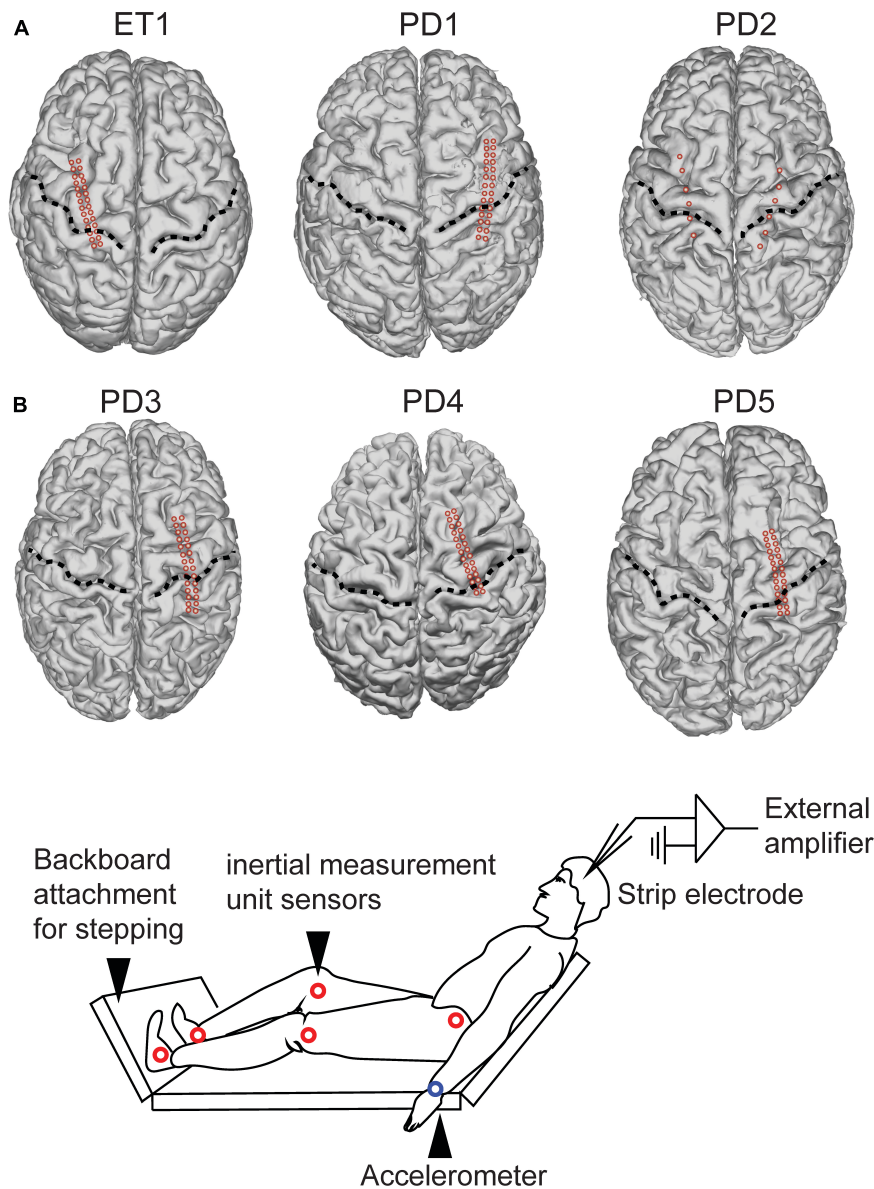 A
ET1
PD1
PD2
B
PD3
PD4
PD5
External
amplifier
Backboard
attachment
for stepping
inertial measurement
unit sensors
Strip electrode
Accelerometer